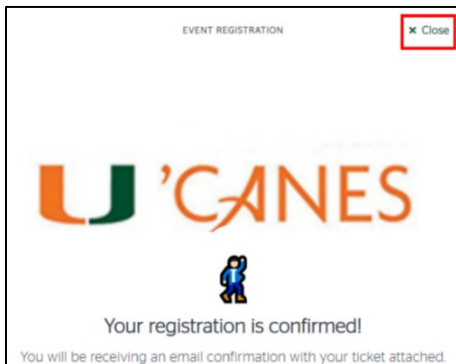 EVENT REGISTRATION
× Close
U 'CANES
Your registration is confirmed!
You will be receiving an email confirmation with your ticket attached.